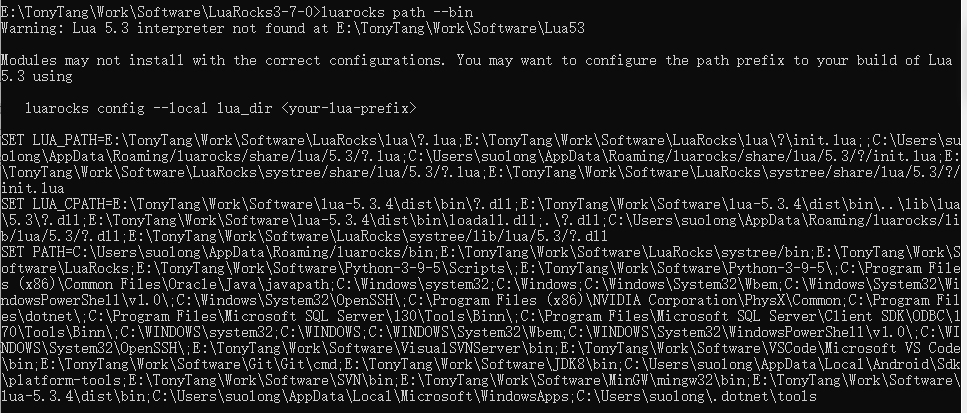 E:\TonyTang\Work\Software\LuaRocks3-7-0>luarocks path --bin
Warning: Lua 5.3 interpreter not found at E:\TonyTang\Work\Software\Lua53
Modules may not install with the correct configurations. You may want to configure the path prefix to your build of Lua
5.3 using
luarocks config --local lua_dir <your-lua-prefix>
SET LUA_PATH=E:\TonyTang\Work\Software\LuaRocks\lua\?.lua;E:\TonyTang\Work\Software\LuaRocks\lua\?\init.lua;;C:\Users\su
olong\AppData\Roaming/luarocks/share/lua/5.3/?.lua;C:\Users\suolong\AppData\Roaming/luarocks/share/lua/5.3/?/init.lua;E:
\TonyTang\Work\Software\LuaRocks\systree/share/lua/5.3/?.lua;E:\TonyTang\Work\Software\LuaRocks\systree/share/lua/5.3/?/
init.lua
SET LUA_CPATH=E:\TonyTang\Work\Software\lua-5.3.4\dist\bin\?.dll;E:\TonyTang\Work\Software\lua-5.3.4\dist\bin\..\lib\lua
\5.3\?.dll;E:\TonyTang\Work\Software\lua-5.3.4\dist\bin\loadall.dll;.\?.dll;C:\Users\suolong\AppData\Roaming/luarocks/li
b/lua/5.3/?.dll;E:\TonyTang\Work\Software\LuaRocks\systree/lib/lua/5.3/?.dll
SET PATH=C:\Users\suolong\AppData\Roaming/luarocks/bin;E:\TonyTang\Work\Software\LuaRocks\systree/bin;E:\TonyTang\Work\S
oftware\LuaRocks;E:\TonyTang\Work\Software\Python-3-9-5\Scripts\;E:\TonyTang\Work\Software\Python-3-9-5\;C:\Program File
s (x86)\Common Files\Oracle\Java\javapath;C:\Windows\system32;C:\Windows;C:\Windows\System32\Wbem;C:\Windows\System32\Wi
ndowsPowerShell\v1.0\;C:\Windows\System32\OpenSSH\;C:\Program Files (x86)\NVIDIA Corporation\PhysX\Common;C:\Program Fil
es\dotnet\;C:\Program Files\Microsoft SQL Server\130\Tools\Binn\;C:\Program Files\Microsoft SQL Server\Client SDK\ODBC\1
70\Tools\Binn\;C:\WINDOWS\system32;C:\WINDOWS;C:\WINDOWS\System32\Wbem;C:\WINDOWS\System32\WindowsPowerShell\v1.0\;C:\WI
NDOWS\System32\OpenSSH\;E:\TonyTang\Work\Software\VisualSVNServer\bin;E:\TonyTang\Work\Software\VSCode\Microsoft VS Code
\bin;E:\TonyTang\Work\Software\Git\Git\cmd;E:\TonyTang\Work\Software\JDK8\bin;C:\Users\suolong\AppData\Local\Android\Sdk
\platform-tools;E:\TonyTang\Work\Software\SVN\bin;E:\TonyTang\Work\Software\MinGW\mingw32\bin;E:\TonyTang\Work\Software\
lua-5.3.4\dist\bin;C:\Users\suolong\AppData\Local\Microsoft\WindowsApps;C:\Users\suolong\.dotnet\tools